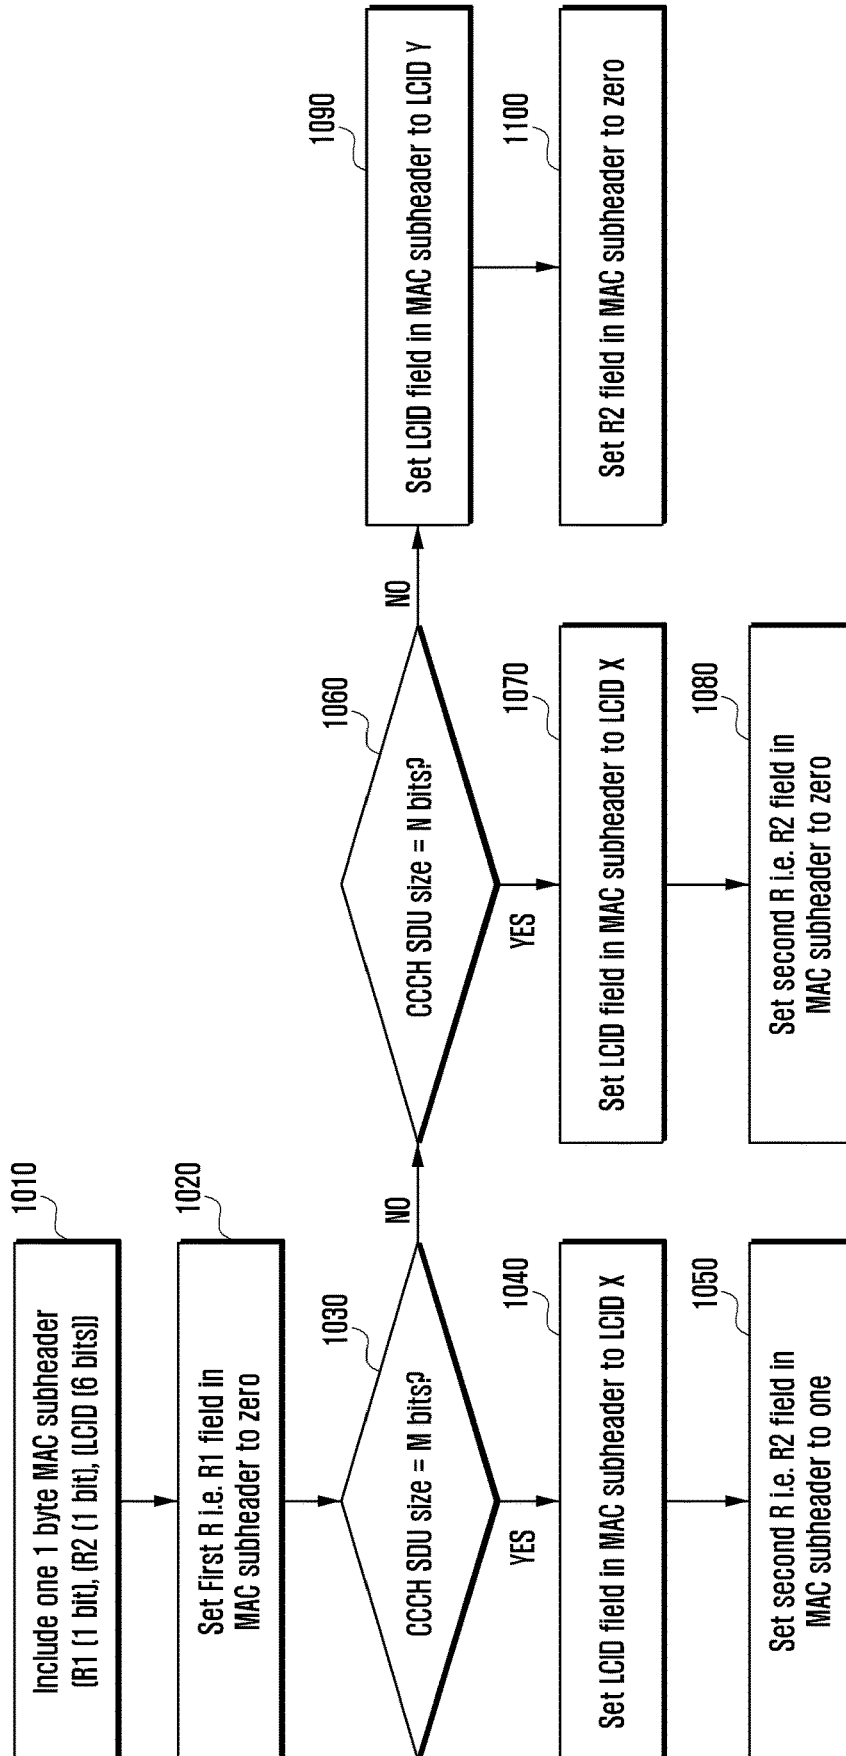 1010
Include one 1 byte MAC subheader
(R1 (1 bit), (R2 (1 bit), (LCID (6 bits))
1020
Set First R i.e. R1 field in
MAC subheader to zero
1030
CCCH SDU size = M bits?
NO
YES
1040
Set LCID field in MAC subheader to LCID X
1050
Set second R i.e. R2 field in
MAC subheader to one
1060
CCCH SDU size = N bits?
NO
YES
1070
Set LCID field in MAC subheader to LCID X
1080
Set second R i.e. R2 field in
MAC subheader to zero
1090
Set LCID field in MAC subheader to LCID Y
1100
Set R2 field in MAC subheader to zero